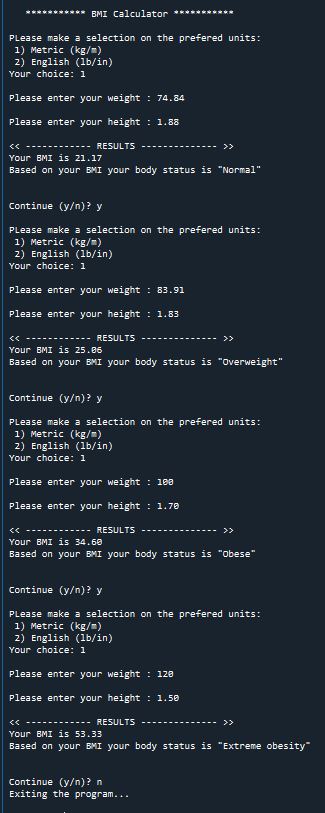 *********** BMI Calculator ***********
PLease make a selection on the prefered units:
1) Metric (kg/m)
2) English (lb/in)
Your choice: 1
Please enter your weight : 74.84
Please enter your height : 1.88
<< ------------ RESULTS -------------- >>
Your BMI is 21.17
Based on your BMI your body status is "Normal"
Continue (y/n)? y
PLease make a selection on the prefered units:
1) Metric (kg/m)
2) English (lb/in)
Your choice: 1
Please enter your weight : 83.91
Please enter your height : 1.83
<< ------------ RESULTS -------------- >>
Your BMI is 25.06
Based on your BMI your body status is "Overweight"
Continue (y/n)? y
PLease make a selection on the prefered units:
1) Metric (kg/m)
2) English (lb/in)
Your choice: 1
Please enter your weight : 100
Please enter your height : 1.70
<< ------------ RESULTS -------------- >>
Your BMI is 34.60
Based on your BMI your body status is "Obese"
Continue (y/n)? y
PLease make a selection on the prefered units:
1) Metric (kg/m)
2) English (lb/in)
Your choice: 1
Please enter your weight : 120
Please enter your height : 1.50
<< ------------ RESULTS -------------- >>
Your BMI is 53.33
Based on your BMI your body status is "Extreme obesity"
Continue (y/n)? n
Exiting the program...